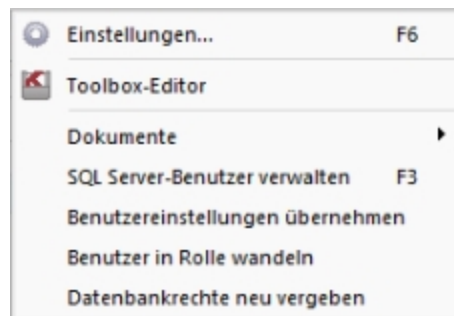 Einstellungen... F6
Toolbox-Editor
Dokumente
SQL Server-Benutzer verwalten F3
Benutzereinstellungen übernehmen
Benutzer in Rolle wandeln
Datenbankrechte neu vergeben